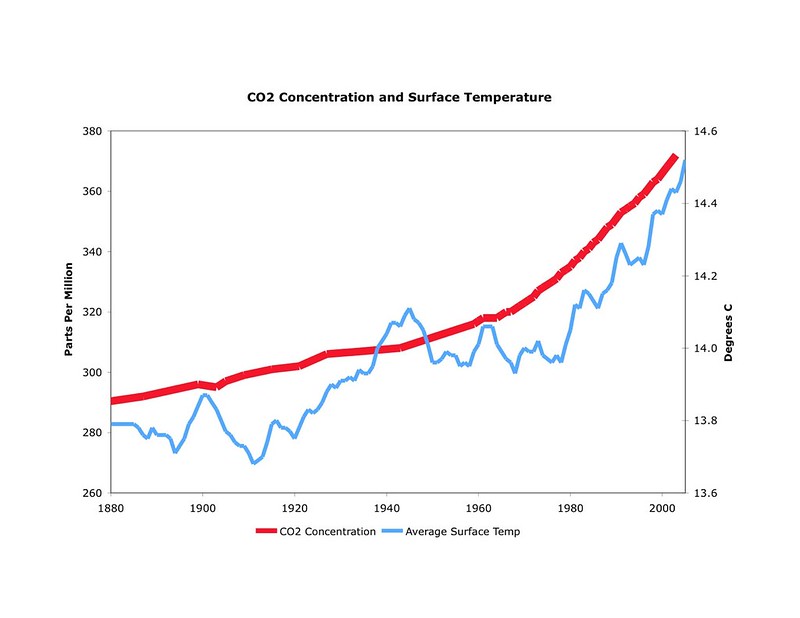 CO2 Concentration and Surface Temperature
380
360
340
320
300
280
260
Parts Per Million
14.6
14.4
14.2
14.0
13.8
13.6
Degrees C
1880 1900 1920 1940 1960 1980 2000
CO2 Concentration Average Surface Temp